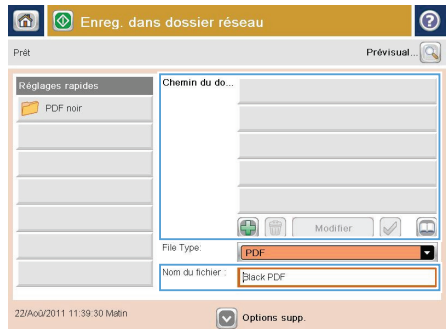 Enreg. dans dossier réseau
Prêt
Prévisual...
Réglages rapides
PDF noir
Chemin du do...
Modifier
File Type:
PDF
Nom du fichier :
Black PDF
22/Aoû/2011 11:39:30 Matin
Options supp.